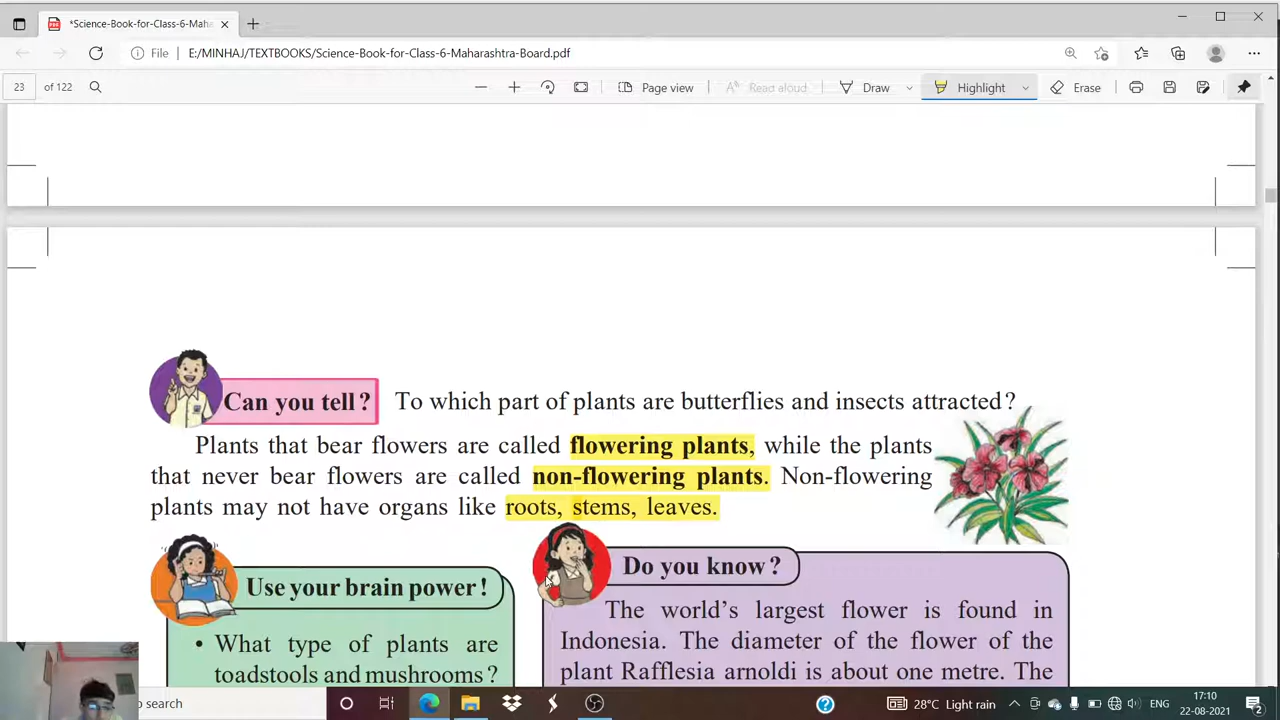 *Science-Book-for-Class-6-Maha
File
E:/MINHAJ/TEXTBOOKS/Science-Book-for-Class-6-Maharashtra-Board.pdf
23
of 122
Page view
Read aloud
Draw
Highlight
Erase
Can you tell?
To which part of plants are butterflies and insects attracted?
Plants that bear flowers are called flowering plants, while the plants
that never bear flowers are called non-flowering plants. Non-flowering
plants may not have organs like roots, stems, leaves.
Use your brain power!
• What type of plants are
toadstools and mushrooms?
Do you know?
The world's largest flower is found in
Indonesia. The diameter of the flower of the
plant Rafflesia arnoldi is about one metre. The
o search
28°C Light rain
ENG
17:10
22-08-2021
2